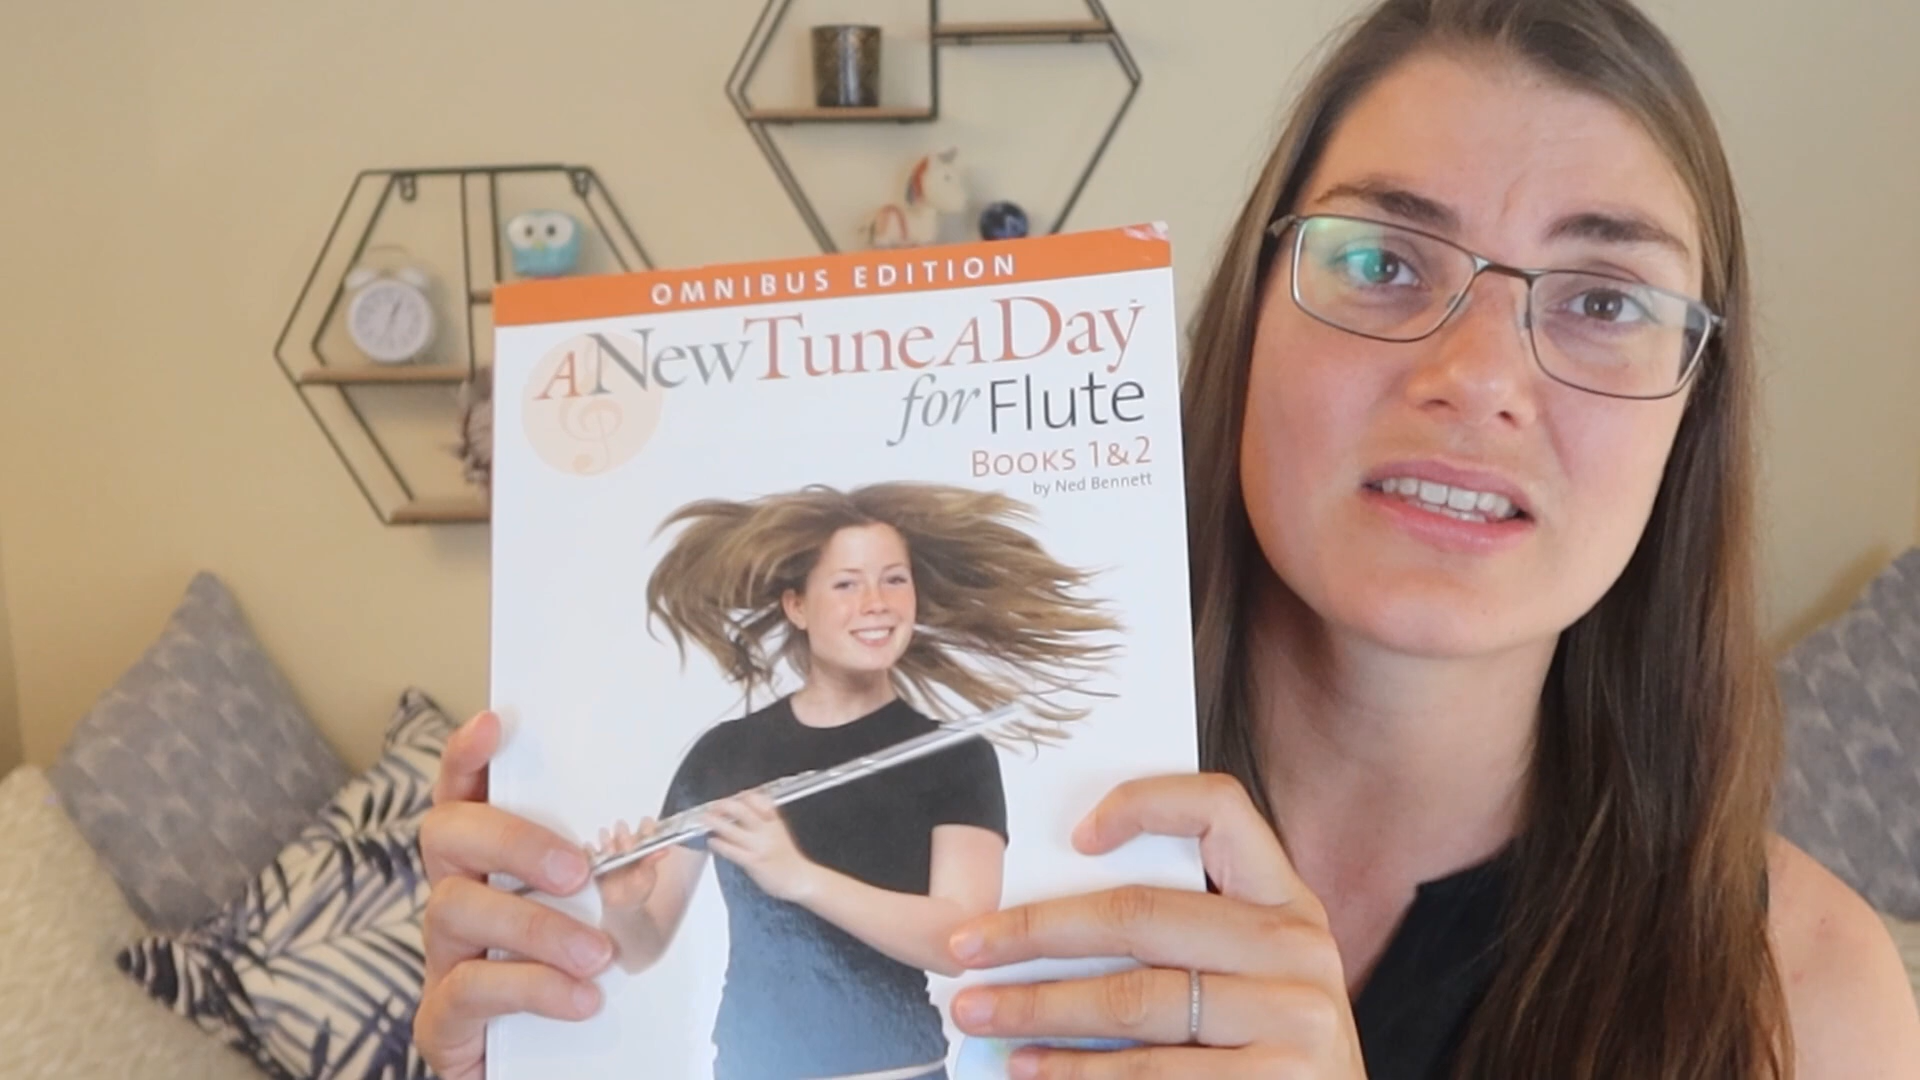 OMNIBUS EDITION
A New Tune A Day
for Flute
BOOKS 1&2
by Ned Bennett